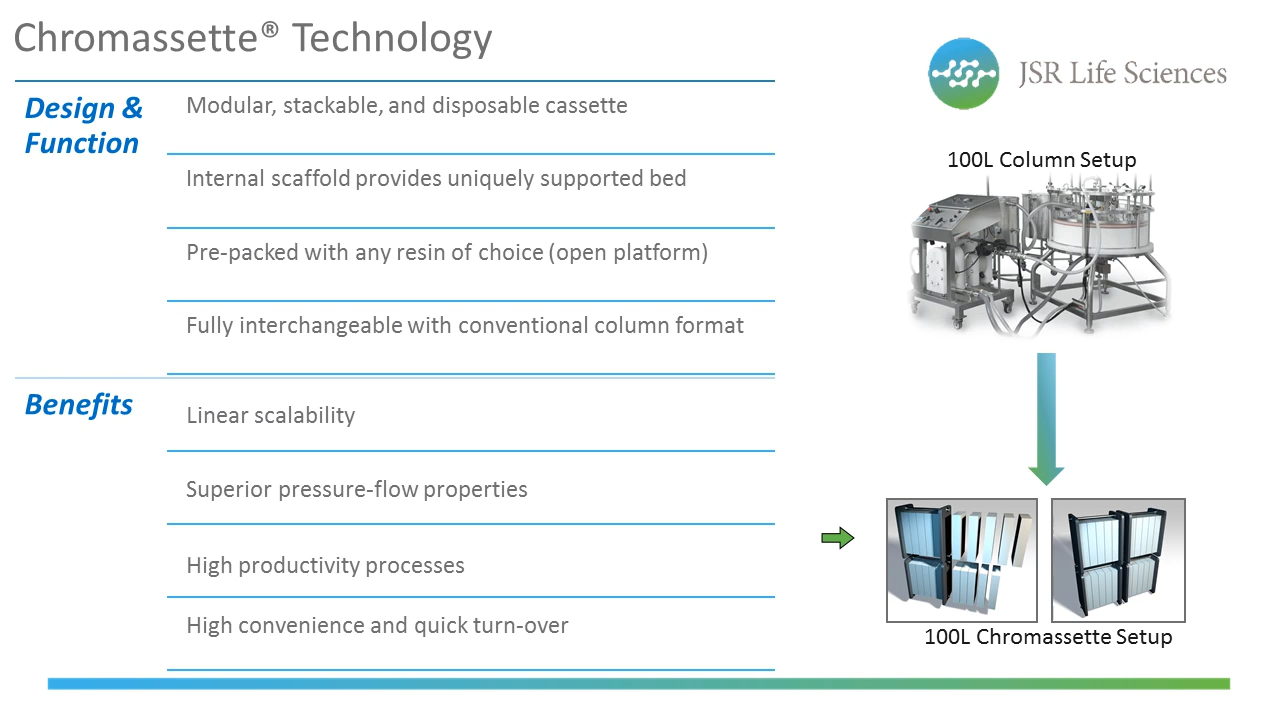 Chromassette® Technology
JSR Life Sciences
Design &
Function
Modular, stackable, and disposable cassette
Internal scaffold provides uniquely supported bed
Pre-packed with any resin of choice (open platform)
Fully interchangeable with conventional column format
Benefits
Linear scalability
Superior pressure-flow properties
High productivity processes
High convenience and quick turn-over
100L Column Setup
100L Chromassette Setup